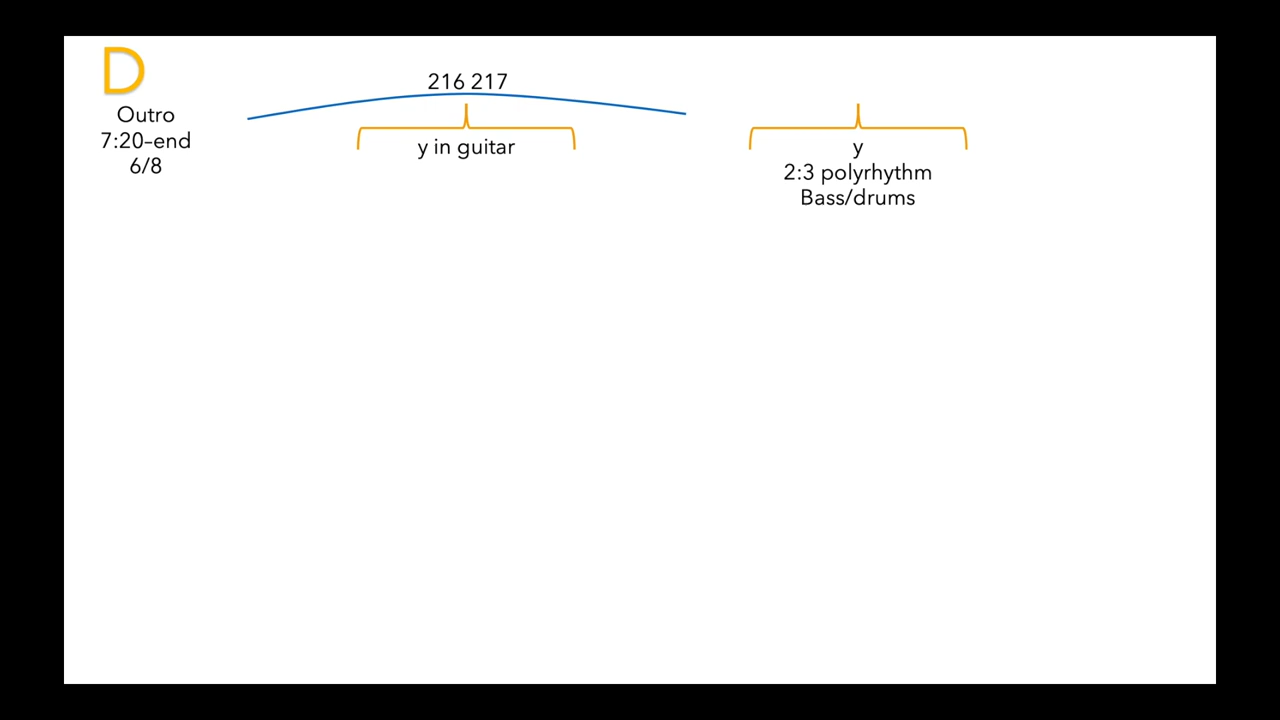 D
Outro
7:20–end
6/8
216 217
y in guitar
y
2:3 polyrhythm
Bass/drums